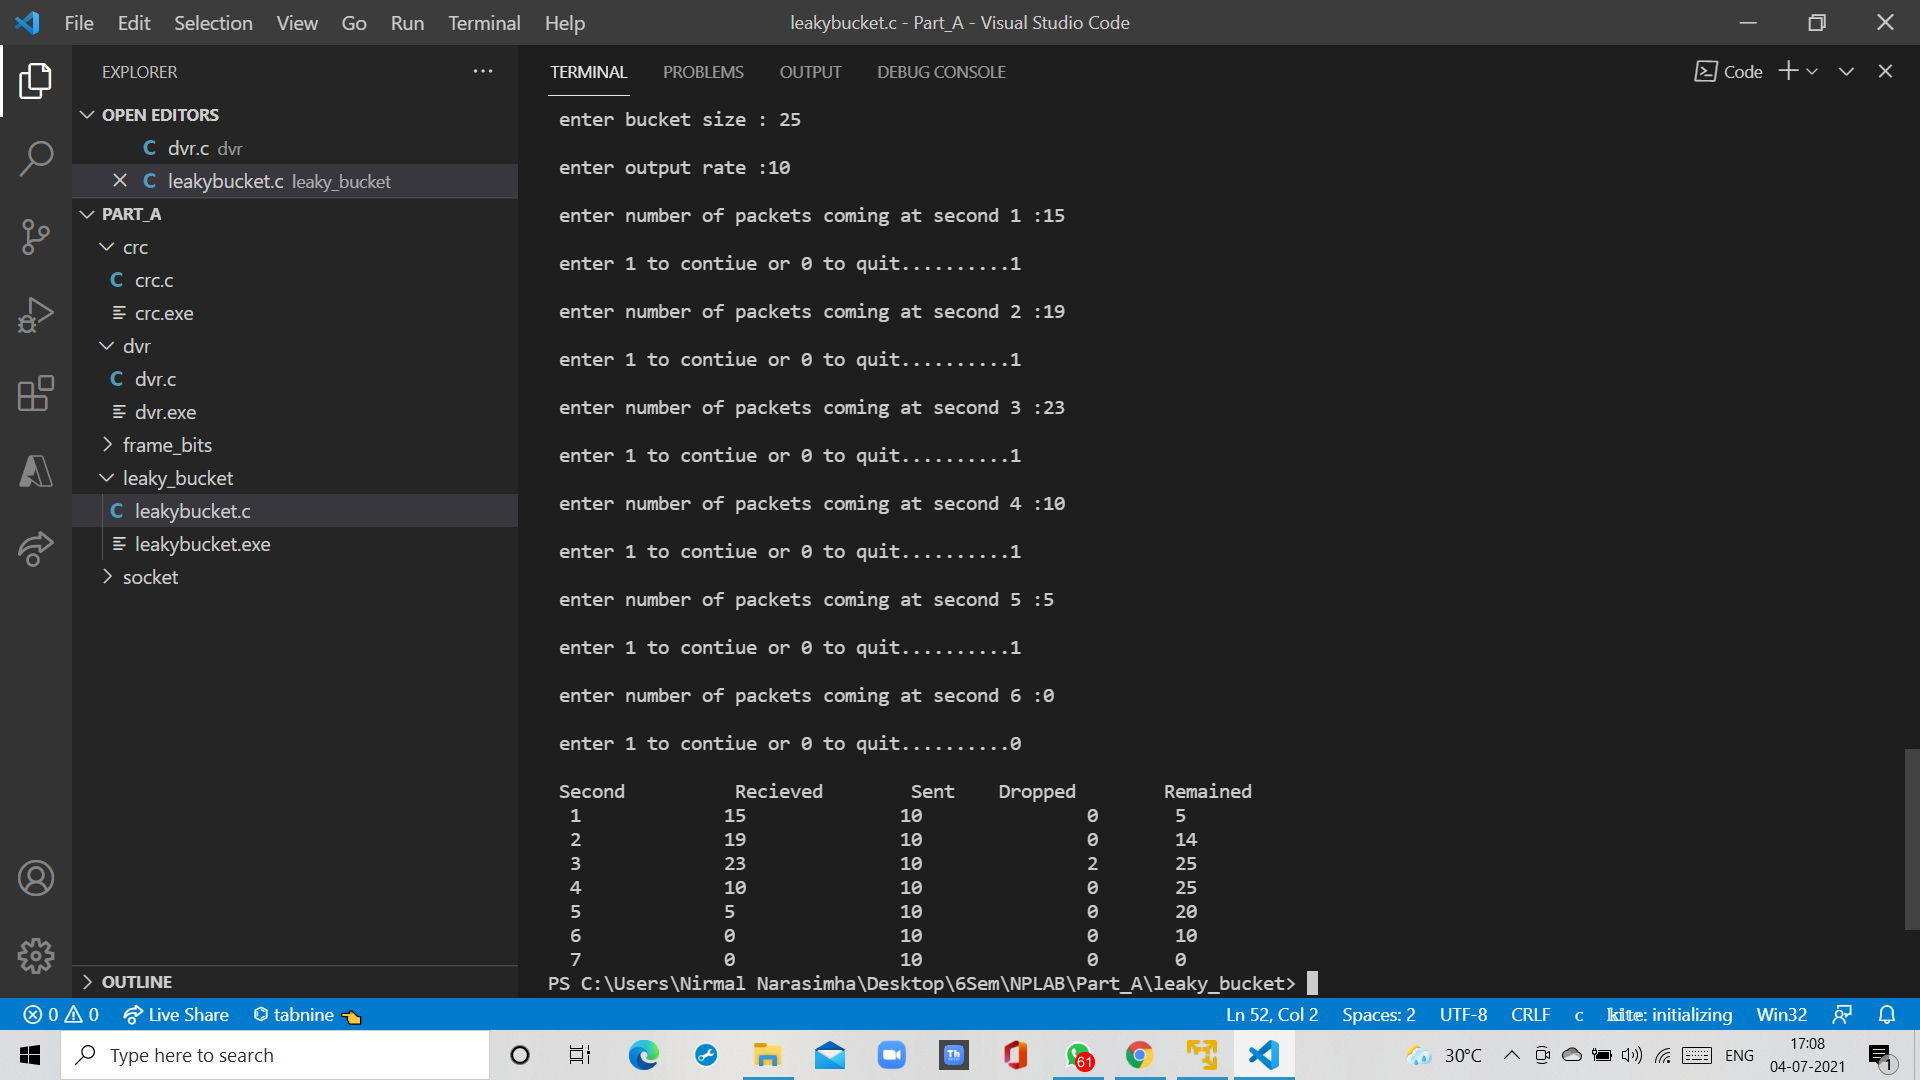 File Edit Selection View Go Run Terminal Help
leakybucket.c - Part_A - Visual Studio Code
EXPLORER
OPEN EDITORS
C dvr.c dvr
C leakybucket.c leaky_bucket
PART_A
crc
C crc.c
crc.exe
dvr
C dvr.c
dvr.exe
frame_bits
leaky_bucket
C leakybucket.c
leakybucket.exe
socket
OUTLINE
TERMINAL PROBLEMS OUTPUT DEBUG CONSOLE
Code
enter bucket size : 25
enter output rate :10
enter number of packets coming at second 1 :15
enter 1 to contiue or 0 to quit..........1
enter number of packets coming at second 2 :19
enter 1 to contiue or 0 to quit..........1
enter number of packets coming at second 3 :23
enter 1 to contiue or 0 to quit..........1
enter number of packets coming at second 4 :10
enter 1 to contiue or 0 to quit..........1
enter number of packets coming at second 5 :5
enter 1 to contiue or 0 to quit..........1
enter number of packets coming at second 6 :0
enter 1 to contiue or 0 to quit..........0
Second Recieved Sent Dropped Remained
1 15 10 0 5
2 19 10 0 14
3 23 10 2 25
4 10 10 0 25
5 5 10 0 20
6 0 10 0 10
7 0 10 0 0
PS C:\Users\Nirmal Narasimha\Desktop\6Sem\NPLAB\Part_A\leaky_bucket>
0 0 Live Share tabnine
Ln 52, Col 2 Spaces: 2 UTF-8 CRLF c kite: initializing Win32
Type here to search
Th
61
30°C
ENG
17:08
04-07-2021
1